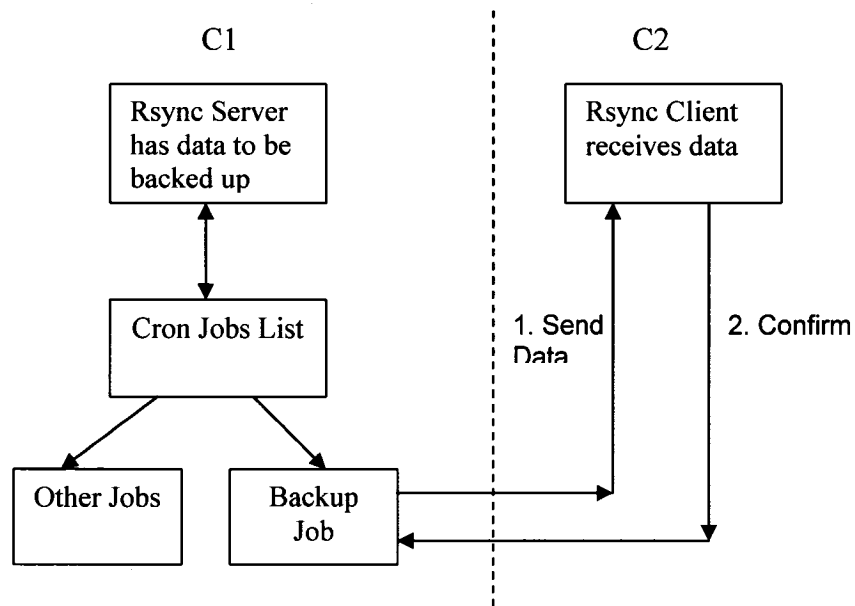 C1
C2
Rsync Server
has data to be
backed up
Rsync Client
receives data
Cron Jobs List
1. Send
Data
2. Confirm
Other Jobs
Backup
Job